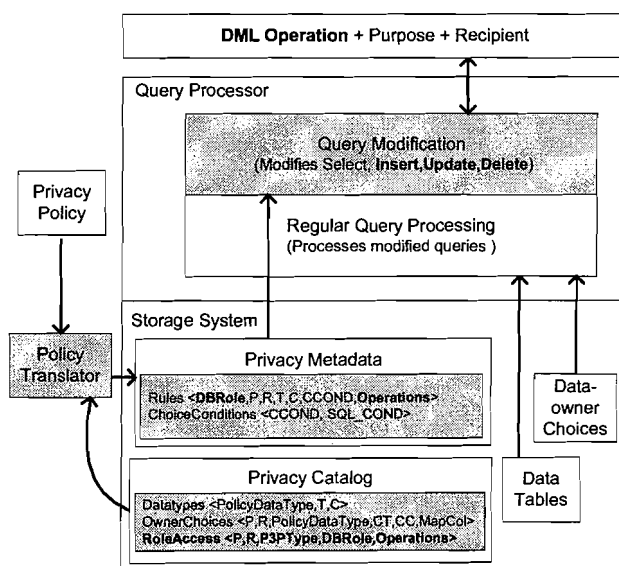 DML Operation + Purpose + Recipient
Query Processor
Query Modification
(Modifies Select, Insert,Update,Delete)
Regular Query Processing
(Processes modified queries )
Privacy
Policy
Storage System
Policy
Translator
Privacy Metadata
Rules <DBRole,P,R,T,C,CCOND,Operations>
ChoiceConditions <CCOND, SQL_COND>
Data-
owner
Choices
Privacy Catalog
Datatypes <PolicyDataType,T,C>
OwnerChoices <P,R,PolicyDataType,CT,CC,MapCol>
RoleAccess <P,R,P3PType,DBRole,Operations>
Data
Tables